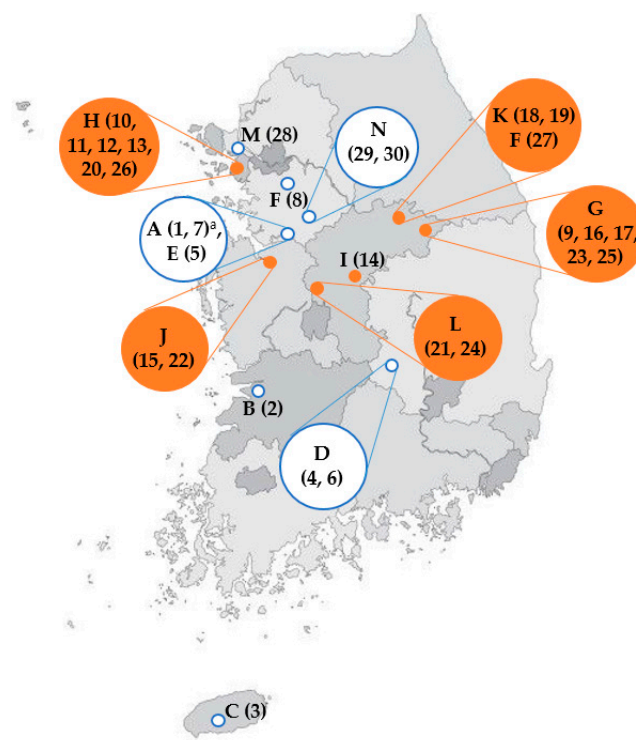 H (10,
11, 12, 13,
20, 26)
M (28)
N
(29, 30)
K (18, 19)
F (27)
F (8)
A (1, 7)ᵃ,
E (5)
G
(9, 16, 17,
23, 25)
I (14)
J
(15, 22)
L
(21, 24)
B (2)
D
(4, 6)
C (3)